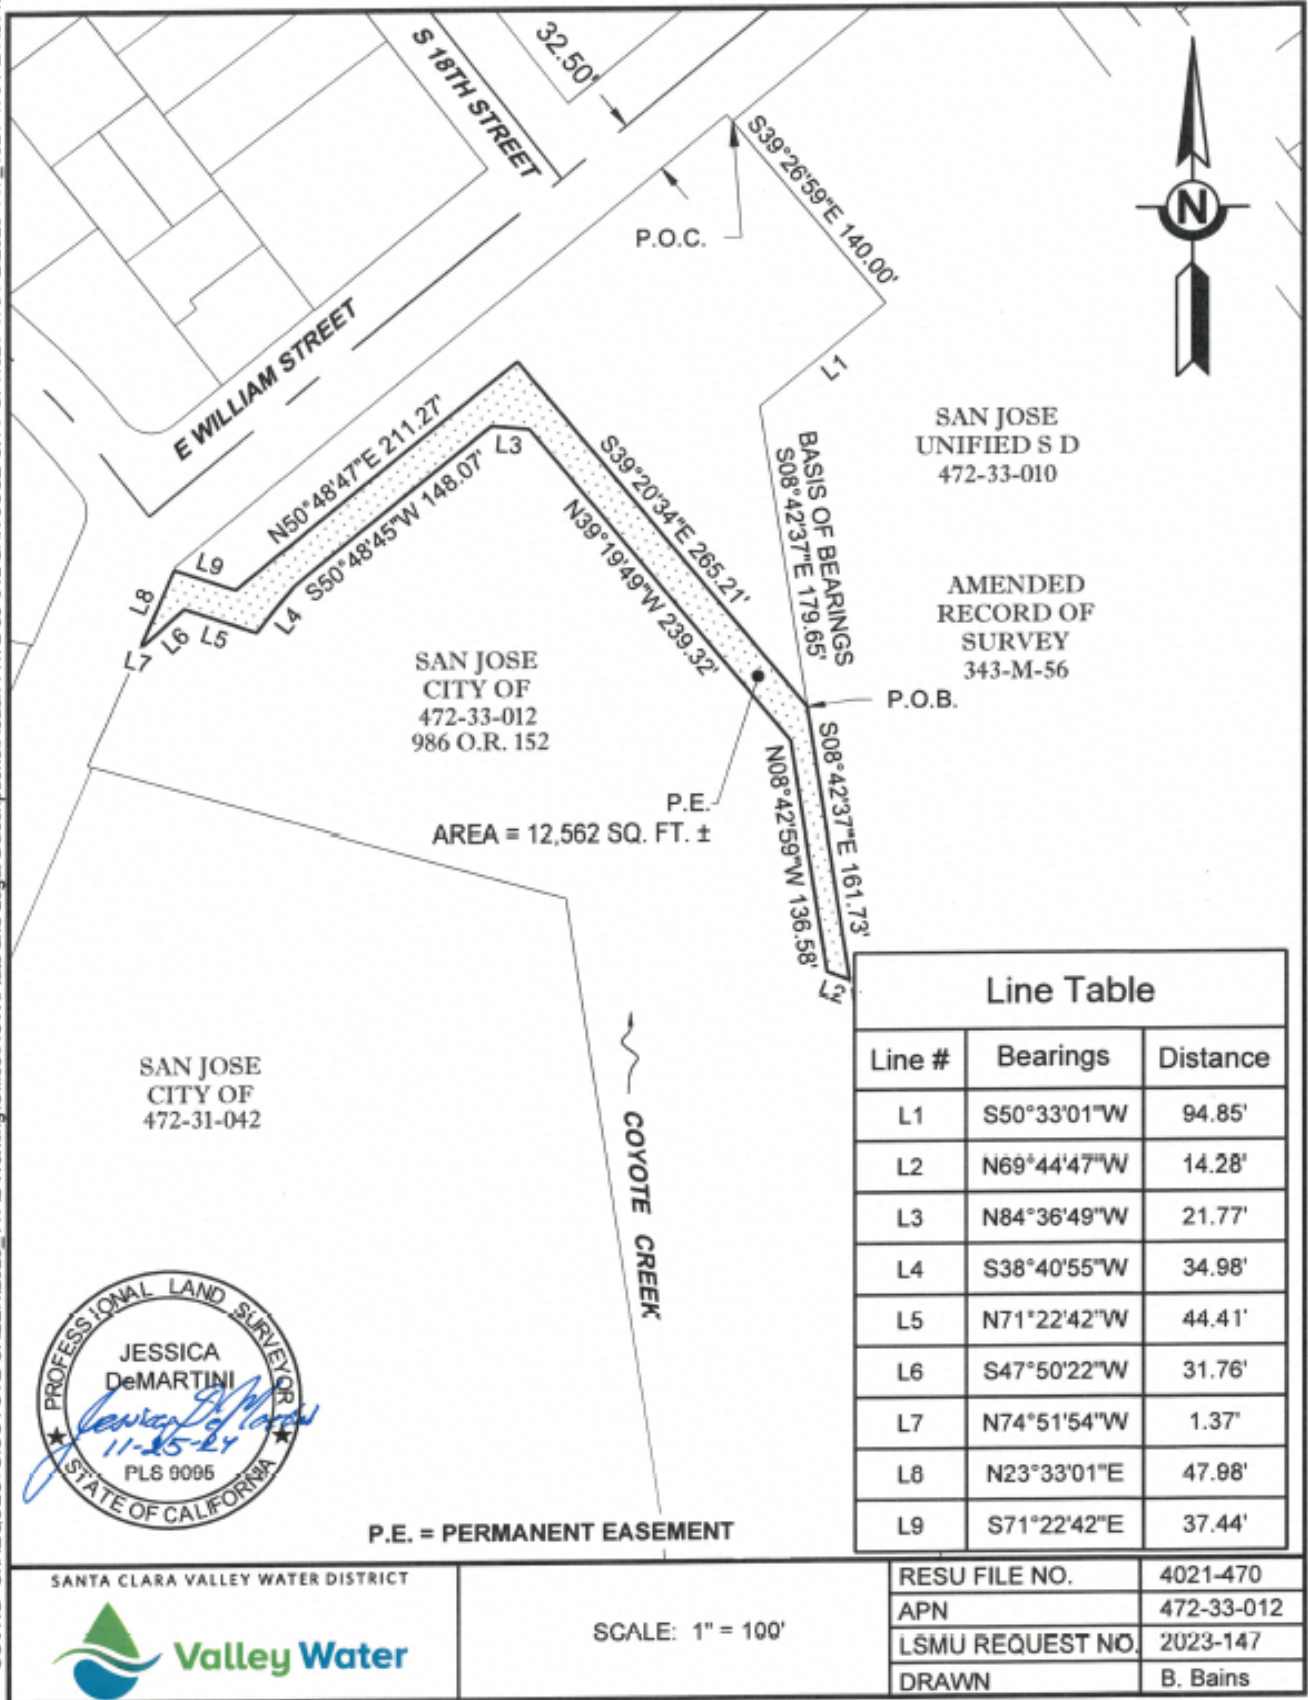 S 18TH STREET
32.50'
S39°26'59"E 140.00'
P.O.C.
N
E WILLIAM STREET
L1
N50°48'47"E 211.27'
L3
S50°48'45"W 148.07'
S39°20'34"E 265.21'
N39°19'49"W 239.32'
BASIS OF BEARINGS
S08°42'37"E 179.65'
SAN JOSE
UNIFIED S D
472-33-010
AMENDED
RECORD OF
SURVEY
343-M-56
L9
L8
L4
L5
L6
L7
SAN JOSE
CITY OF
472-33-012
986 O.R. 152
P.O.B.
P.E.
AREA = 12,562 SQ. FT. ±
S08°42'37"E 161.73'
N08°42'59"W 136.58'
L2
SAN JOSE
CITY OF
472-31-042
COYOTE CREEK
Line Table
Line # Bearings Distance
L1 S50°33'01"W 94.85'
L2 N69°44'47"W 14.28'
L3 N84°36'49"W 21.77'
L4 S38°40'55"W 34.98'
L5 N71°22'42"W 44.41'
L6 S47°50'22"W 31.76'
L7 N74°51'54"W 1.37'
L8 N23°33'01"E 47.98'
L9 S71°22'42"E 37.44'
PROFESSIONAL LAND SURVEYOR
JESSICA
DeMARTINI
Jessica DeMartini
11-25-24
PLS 9095
STATE OF CALIFORNIA
P.E. = PERMANENT EASEMENT
SANTA CLARA VALLEY WATER DISTRICT
Valley Water
SCALE: 1" = 100'
RESU FILE NO. 4021-470
APN 472-33-012
LSMU REQUEST NO. 2023-147
DRAWN B. Bains